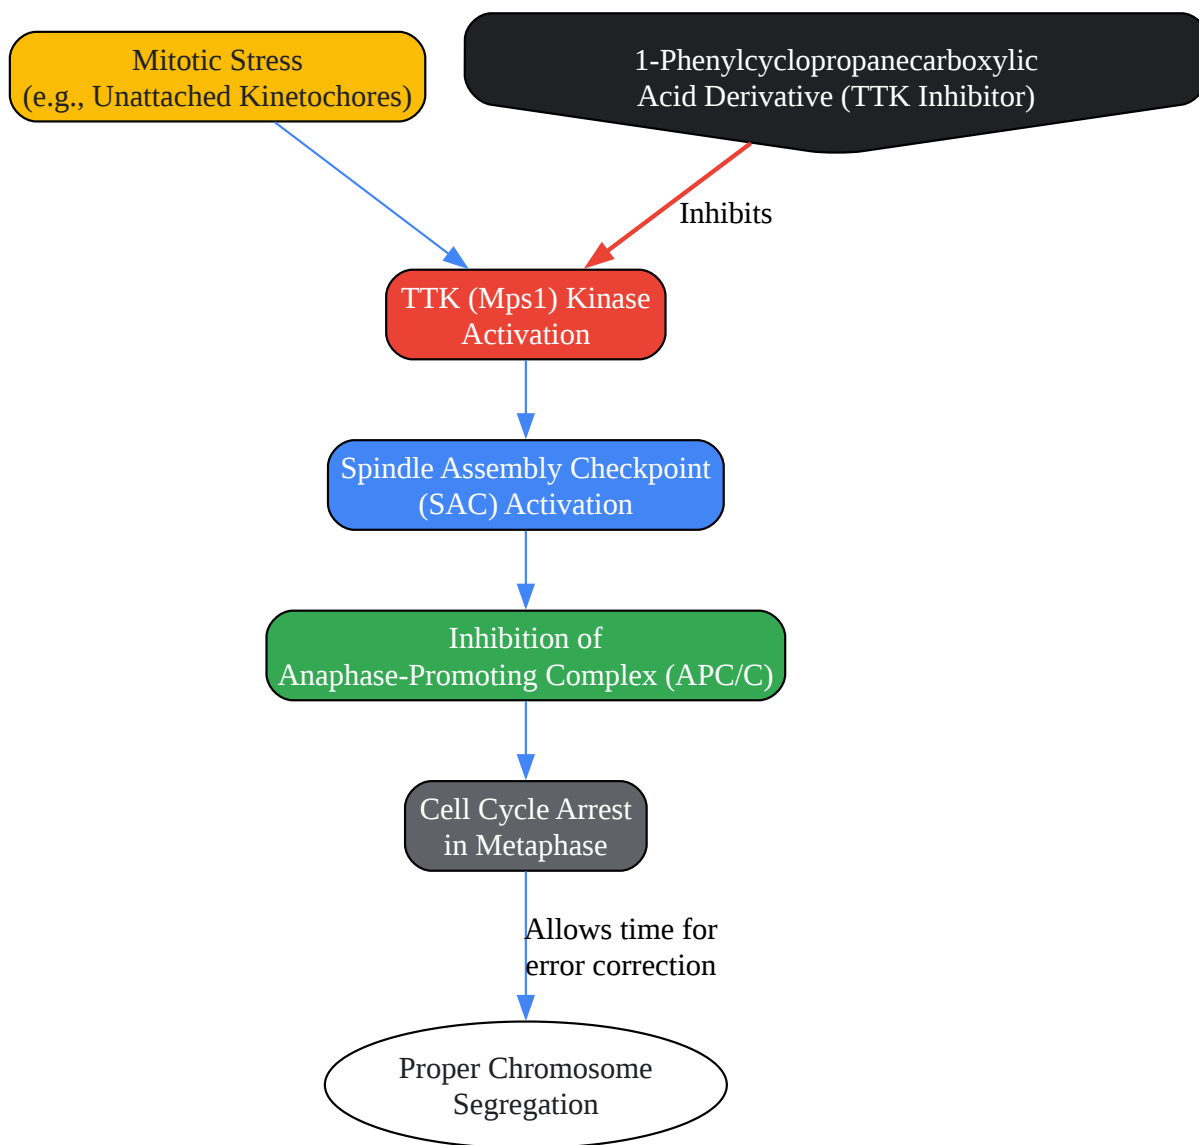 Mitotic Stress
(e.g., Unattached Kinetochores)
1-Phenylcyclopropanecarboxylic
Acid Derivative (TTK Inhibitor)
Inhibits
TTK (Mps1) Kinase
Activation
Spindle Assembly Checkpoint
(SAC) Activation
Inhibition of
Anaphase-Promoting Complex (APC/C)
Cell Cycle Arrest
in Metaphase
Allows time for
error correction
Proper Chromosome
Segregation